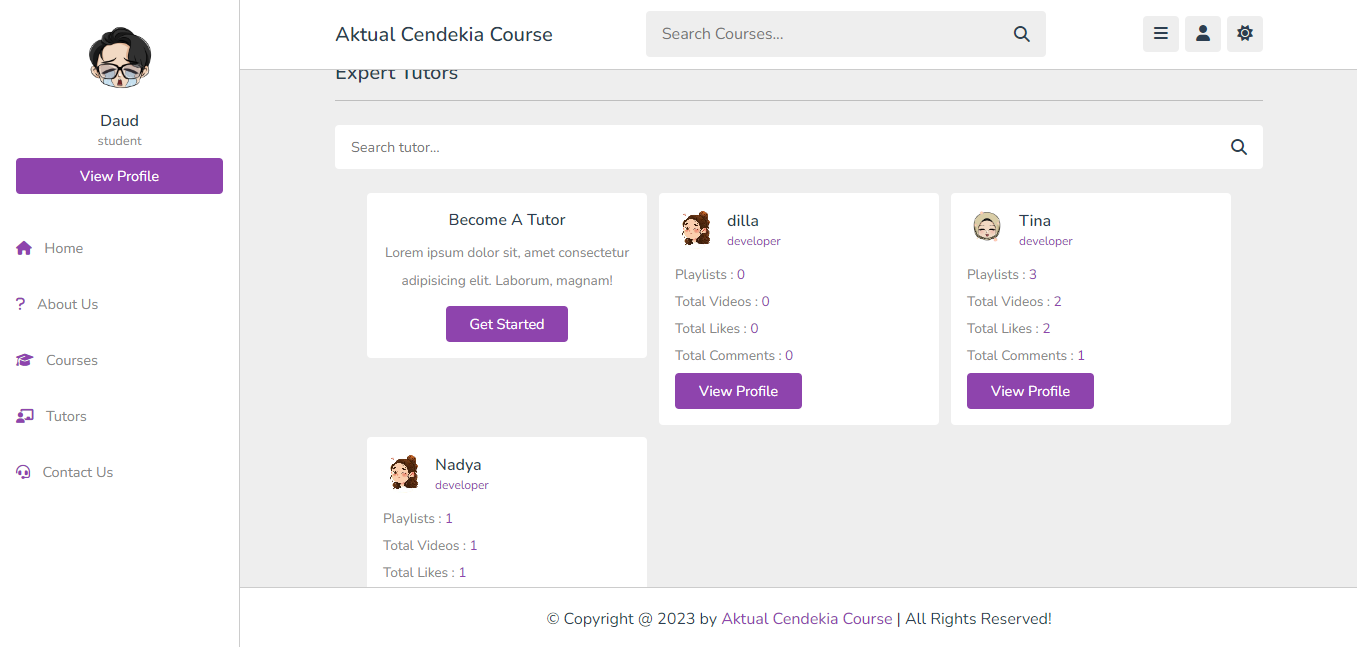 Daud
student
View Profile
Home
? About Us
Courses
Tutors
Contact Us
Aktual Cendekia Course
Search Courses...
Expert Tutors
Search tutor...
Become A Tutor
Lorem ipsum dolor sit, amet consectetur
adipisicing elit. Laborum, magnam!
Get Started
dilla
developer
Playlists : 0
Total Videos : 0
Total Likes : 0
Total Comments : 0
View Profile
Tina
developer
Playlists : 3
Total Videos : 2
Total Likes : 2
Total Comments : 1
View Profile
Nadya
developer
Playlists : 1
Total Videos : 1
Total Likes : 1
© Copyright @ 2023 by Aktual Cendekia Course | All Rights Reserved!